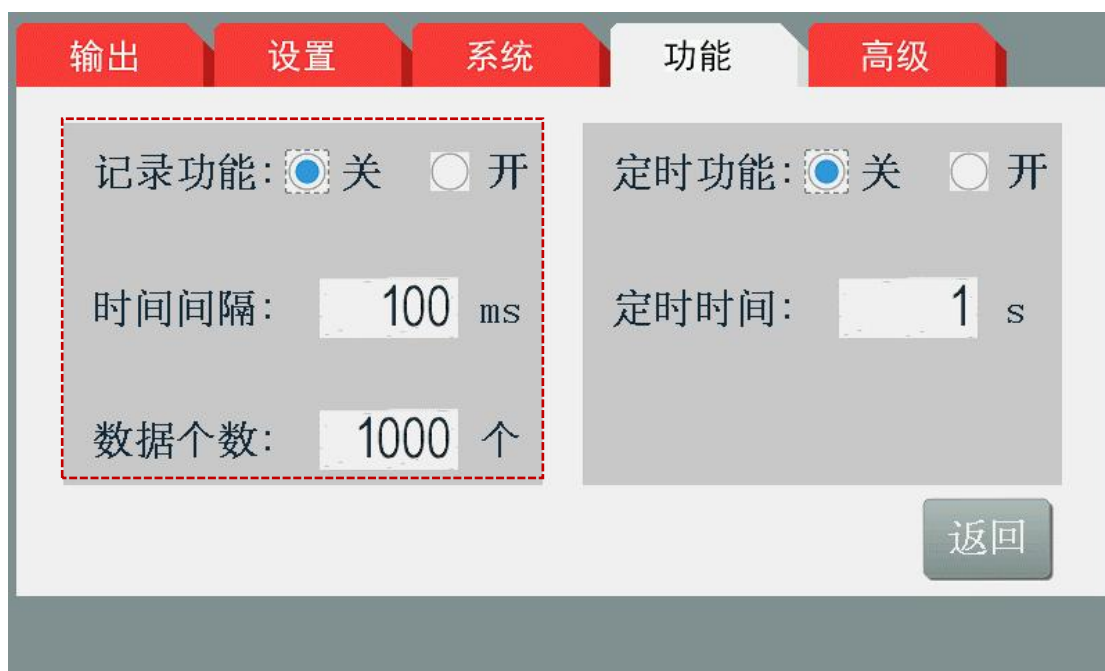 输出 设置 系统 功能 高级
记录功能: 关 开
时间间隔: 100 ms
数据个数: 1000 个
定时功能: 关 开
定时时间: 1 s
返回